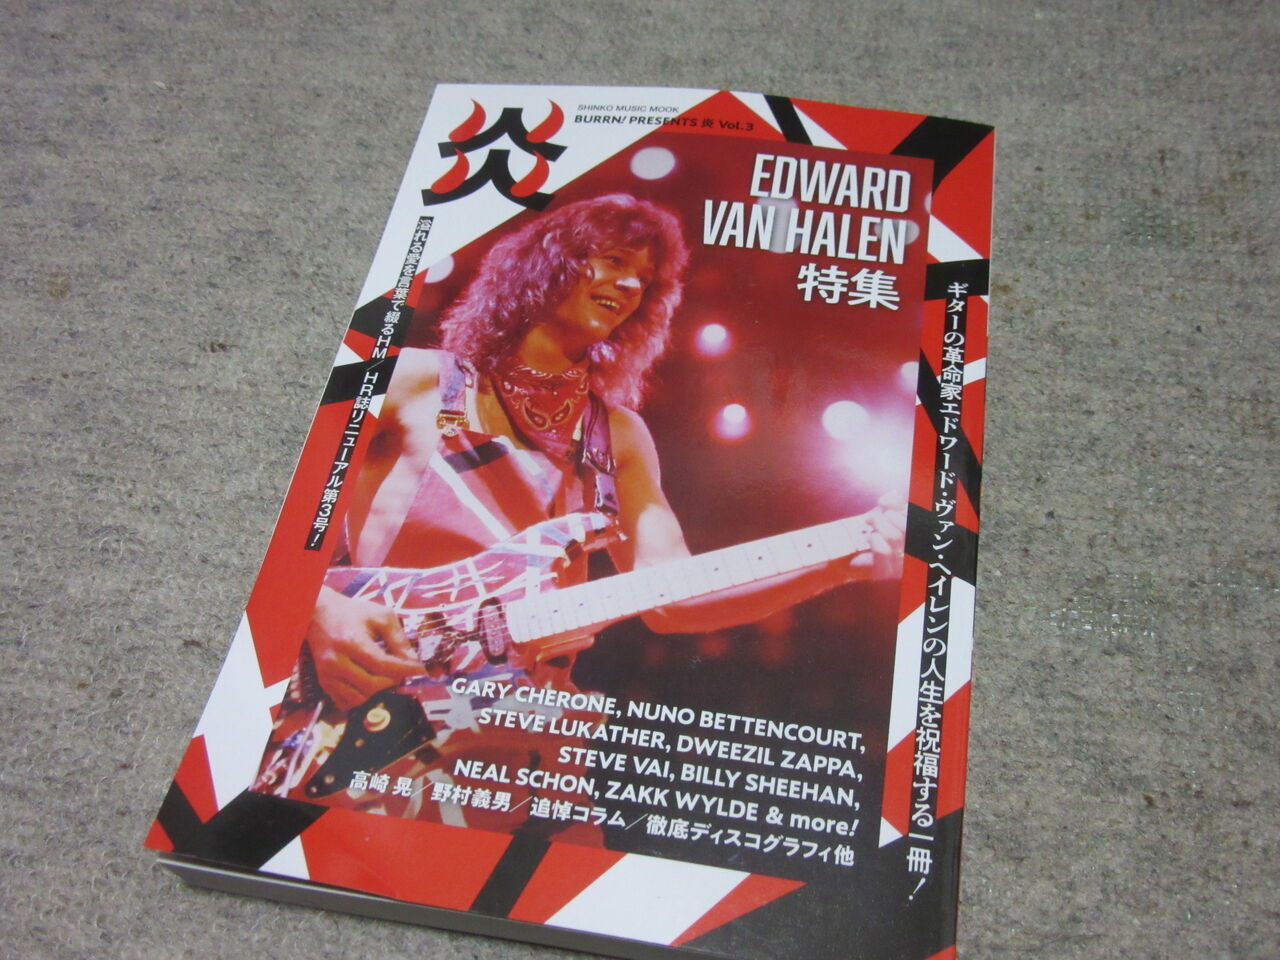 炎
SHINKO MUSIC MOOK
BURRN! PRESENTS 炎 Vol.3
EDWARD
VAN HALEN
特集
溢れる愛を言葉で綴るHM/HR誌リニューアル第3号!
ギターの革命家エドワード・ヴァン・ヘイレンの人生を祝福する一冊!
GARY CHERONE, NUNO BETTENCOURT,
STEVE LUKATHER, DWEEZIL ZAPPA,
STEVE VAI, BILLY SHEEHAN,
NEAL SCHON, ZAKK WYLDE & more!
高崎 晃/野村義男/追悼コラム/徹底ディスコグラフィ他